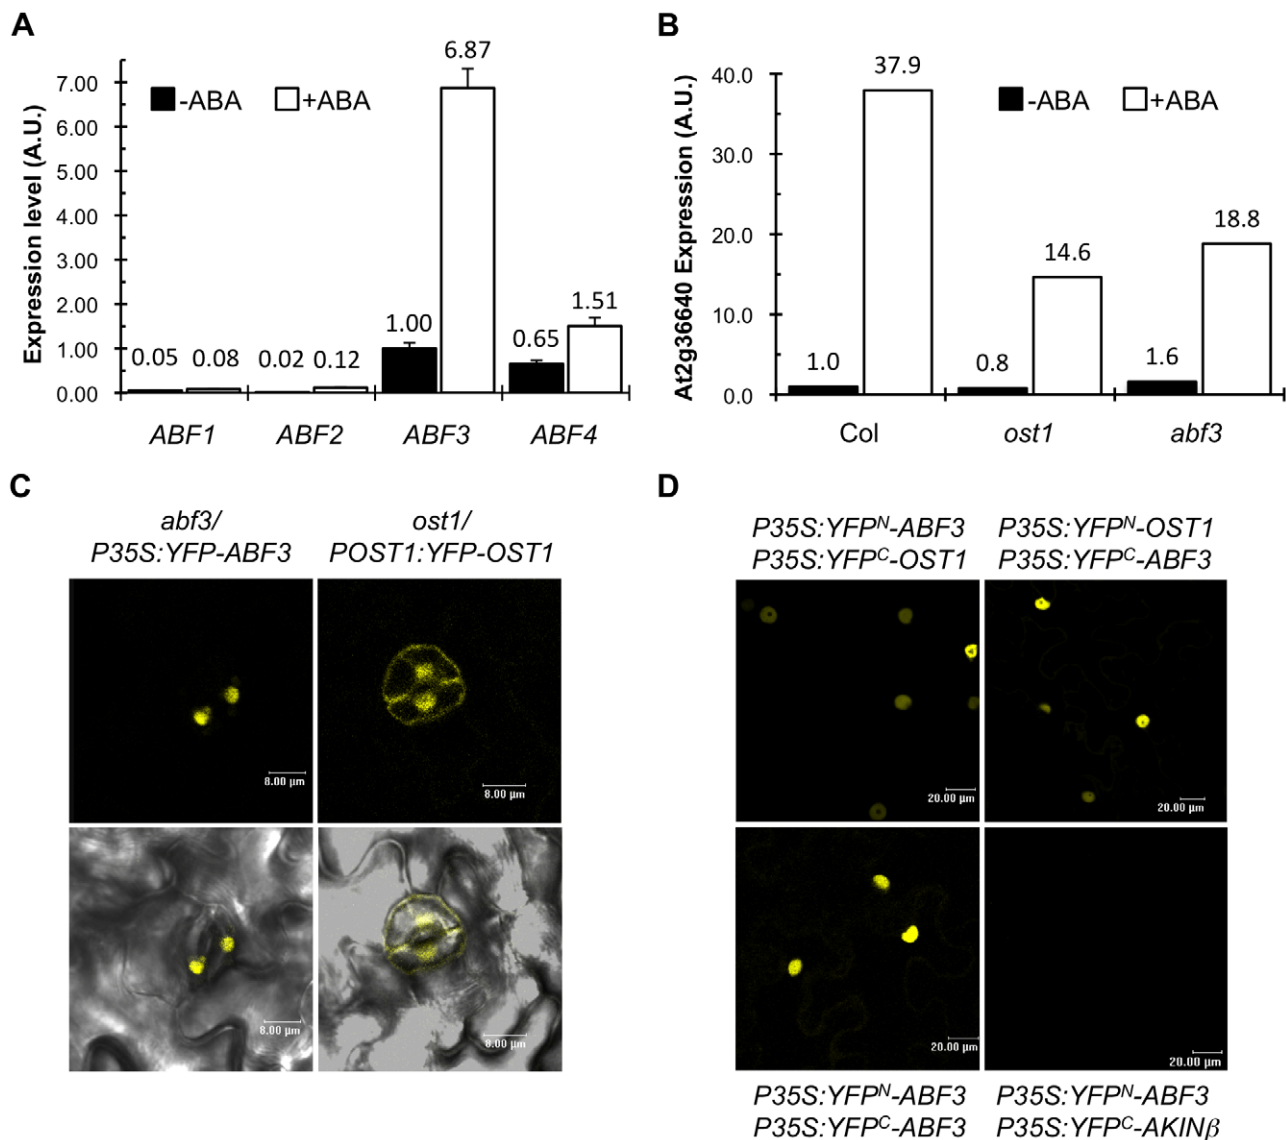 A
Expression level (A.U.)
7.00
6.00
5.00
4.00
3.00
2.00
1.00
0.00
-ABA +ABA
0.05 0.08 0.02 0.12 1.00 6.87 0.65 1.51
ABF1 ABF2 ABF3 ABF4
B
At2g36640 Expression (A.U.)
40.0
30.0
20.0
10.0
0.0
-ABA +ABA
1.0 37.9 0.8 14.6 1.6 18.8
Col ost1 abf3
C
abf3/
P35S:YFP-ABF3
ost1/
POST1:YFP-OST1
8.00 µm
8.00 µm
8.00 µm
8.00 µm
D
P35S:YFPᴺ-ABF3
P35S:YFPᶜ-OST1
P35S:YFPᴺ-OST1
P35S:YFPᶜ-ABF3
20.00 µm
20.00 µm
20.00 µm
20.00 µm
P35S:YFPᴺ-ABF3
P35S:YFPᶜ-ABF3
P35S:YFPᴺ-ABF3
P35S:YFPᶜ-AKINβ